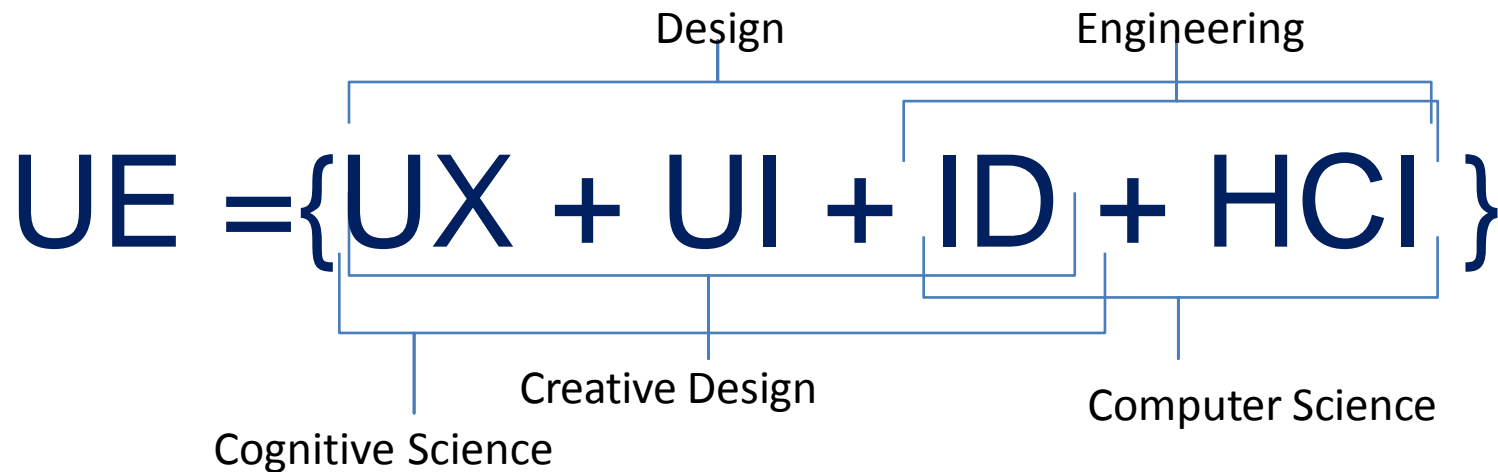 Design
Engineering
UE ={UX + UI + ID + HCI }
Creative Design
Computer Science
Cognitive Science